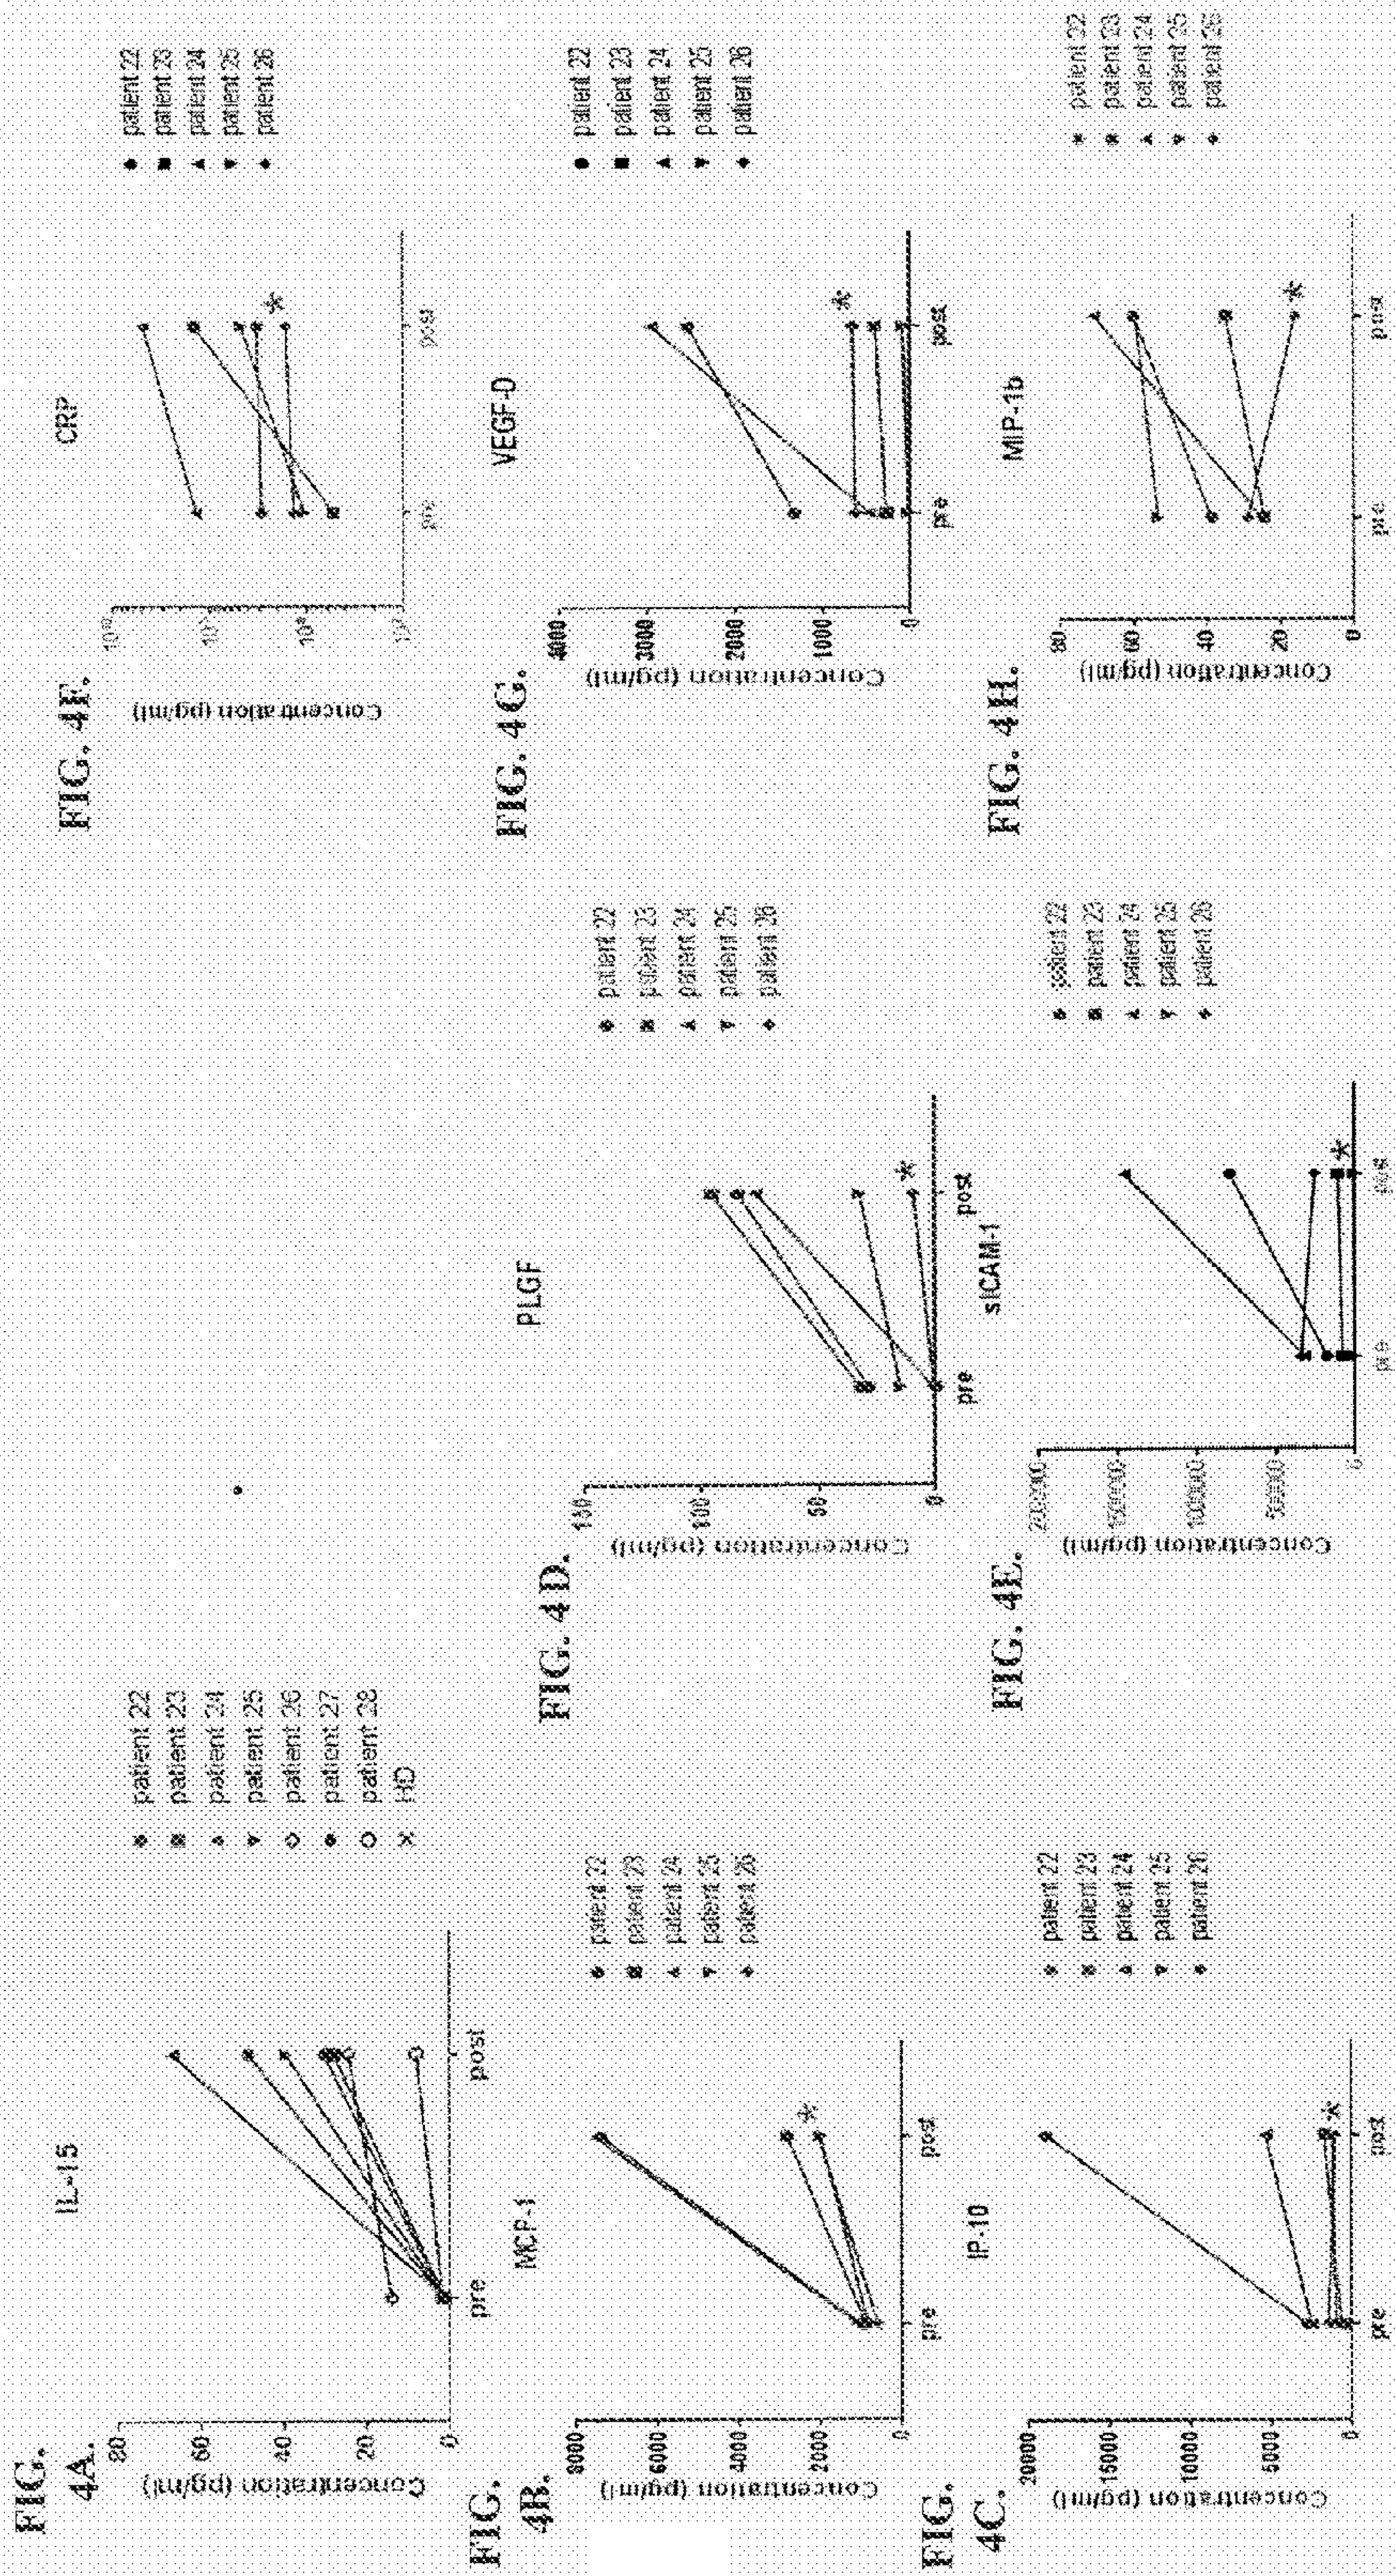 FIG.
4A.
IL-15
Concentration (pg/ml)
80
60
40
20
0
pre
post
patient 22
patient 23
patient 24
patient 25
patient 26
patient 27
patient 28
HD
FIG.
4B.
MCP-1
Concentration (pg/ml)
8000
6000
4000
2000
0
pre
post
patient 22
patient 23
patient 24
patient 25
patient 26
*
FIG.
4C.
IP-10
Concentration (pg/ml)
20000
15000
10000
5000
0
pre
post
patient 22
patient 23
patient 24
patient 25
patient 26
*
FIG. 4D.
PLGF
Concentration (pg/ml)
150
100
50
0
pre
post
patient 22
patient 23
patient 24
patient 25
patient 26
*
FIG. 4E.
sICAM-1
Concentration (pg/ml)
0
pre
post
patient 22
patient 23
patient 24
patient 25
patient 26
*
FIG. 4F.
CRP
Concentration (pg/ml)
pre
post
patient 22
patient 23
patient 24
patient 25
patient 26
*
FIG. 4G.
VEGF-D
Concentration (pg/ml)
4000
3000
2000
1000
0
pre
post
patient 22
patient 23
patient 24
patient 25
patient 26
*
FIG. 4H.
MIP-1b
Concentration (pg/ml)
80
60
40
20
0
pre
post
patient 22
patient 23
patient 24
patient 25
patient 26
*